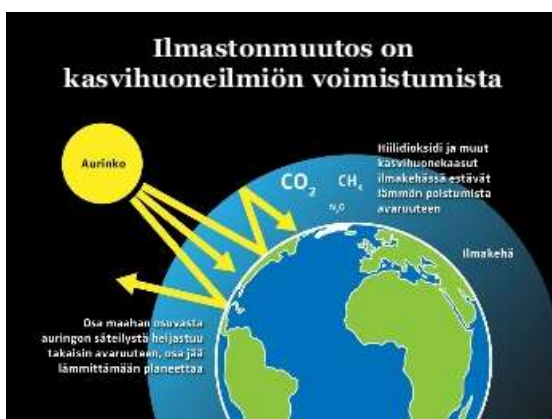 Ilmastonmuutos on
kasvihuoneilmiön voimistumista
Aurinko
CO2
CH4
N2O
Hiilidioksidi ja muut
kasvihuonekaasut
ilmakehässä estävät
lämmön poistumista
avaruuteen
Ilmakehä
Osa maahan osuvasta
auringon säteilystä heijastuu
takaisin avaruuteen, osa jää
lämmittämään planeettaa